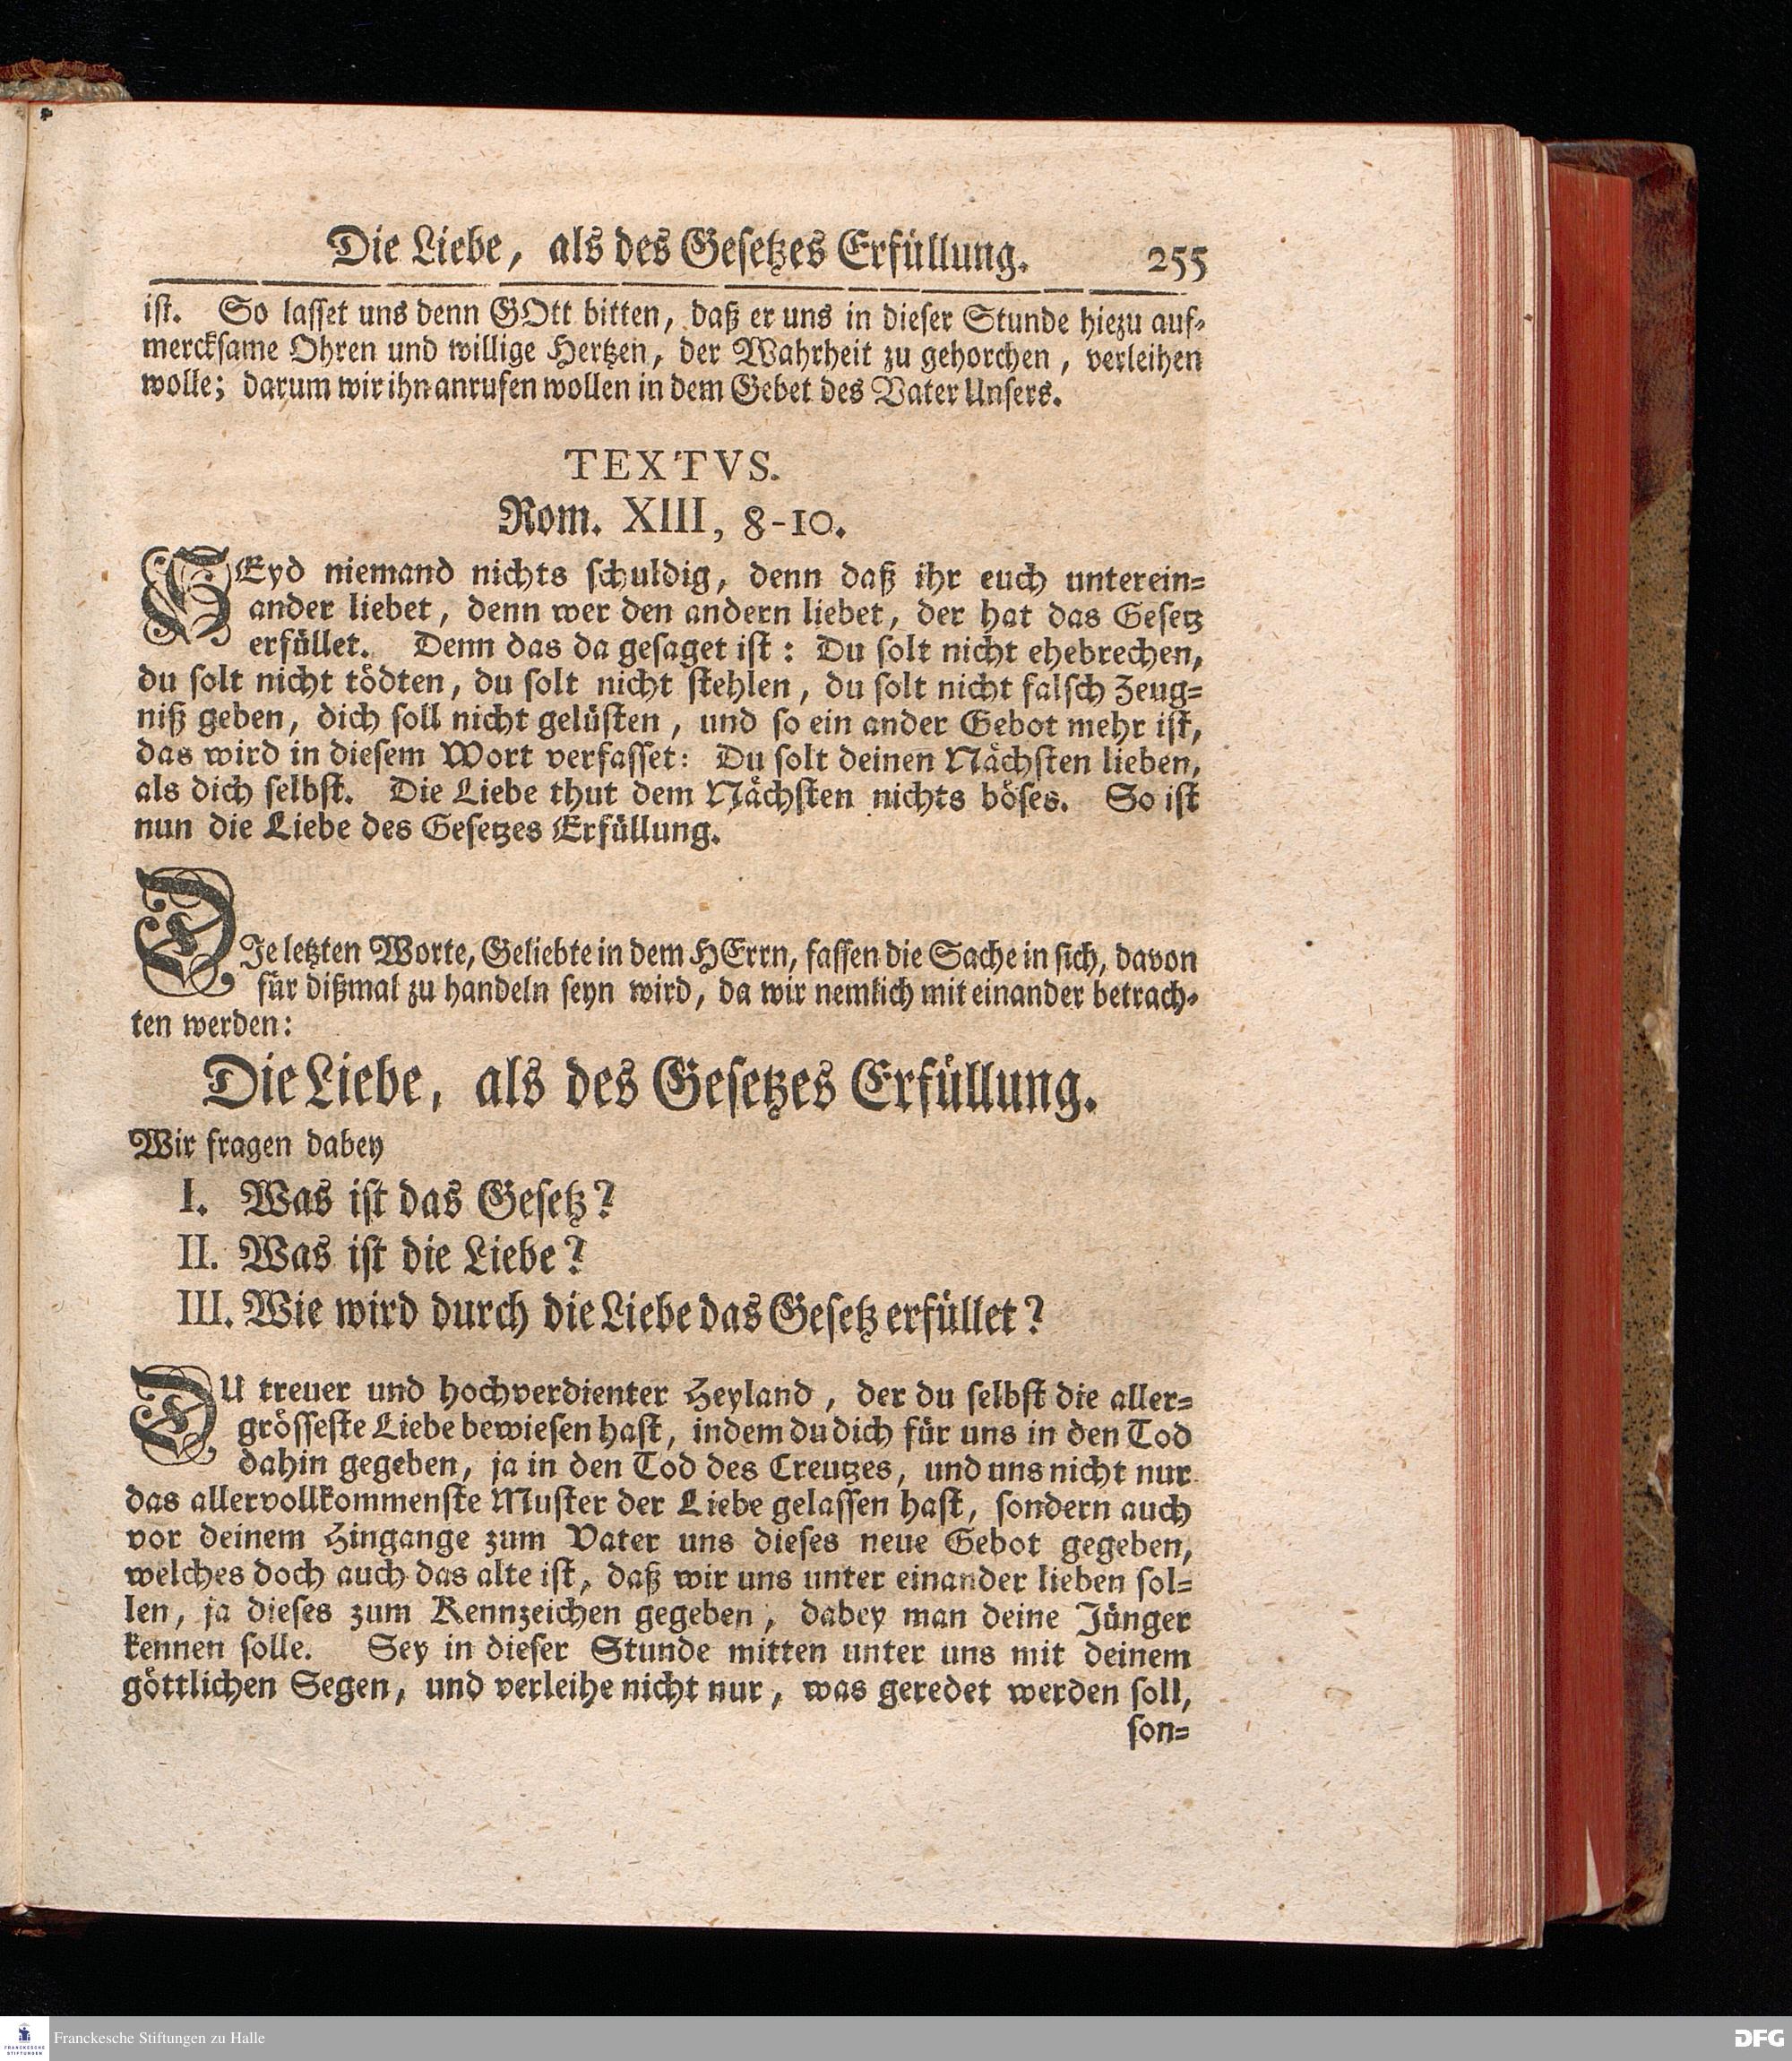 Die Liebe, als des Gesetzes Erfüllung. 255
ist. So lasset uns denn GOtt bitten, daß er uns in dieser Stunde hiezu auf-
mercksame Ohren und willige Hertzen, der Wahrheit zu gehorchen, verleihen
wolle; darum wir ihn anrufen wollen in dem Gebet des Vater Unsers.
TEXTVS.
Rom. XIII, 8-10.
SEyd niemand nichts schuldig, denn daß ihr euch unterein-
ander liebet, denn wer den andern liebet, der hat das Gesetz
erfüllet. Denn das da gesaget ist: Du solt nicht ehebrechen,
du solt nicht tödten, du solt nicht stehlen, du solt nicht falsch Zeug-
niß geben, dich soll nicht gelüsten, und so ein ander Gebot mehr ist,
das wird in diesem Wort verfasset: Du solt deinen Nächsten lieben,
als dich selbst. Die Liebe thut dem Nächsten nichts böses. So ist
nun die Liebe des Gesetzes Erfüllung.
DIe letzten Worte, Geliebte in dem HErrn, fassen die Sache in sich, davon
für dißmal zu handeln seyn wird, da wir nemlich mit einander betrach-
ten werden:
Die Liebe, als des Gesetzes Erfüllung.
Wir fragen dabey
I. Was ist das Gesetz?
II. Was ist die Liebe?
III. Wie wird durch die Liebe das Gesetz erfüllet?
DU treuer und hochverdienter Heyland, der du selbst die aller-
grösseste Liebe bewiesen hast, indem du dich für uns in den Tod
dahin gegeben, ja in den Tod des Creutzes, und uns nicht nur
das allervollkommenste Muster der Liebe gelassen hast, sondern auch
vor deinem Hingange zum Vater uns dieses neue Gebot gegeben,
welches doch auch das alte ist, daß wir uns unter einander lieben sol-
len, ja dieses zum Kennzeichen gegeben, dabey man deine Jünger
kennen solle. Sey in dieser Stunde mitten unter uns mit deinem
göttlichen Segen, und verleihe nicht nur, was geredet werden soll,
son-
FRANCKESCHE
STIFTUNGEN
Franckesche Stiftungen zu Halle
DFG